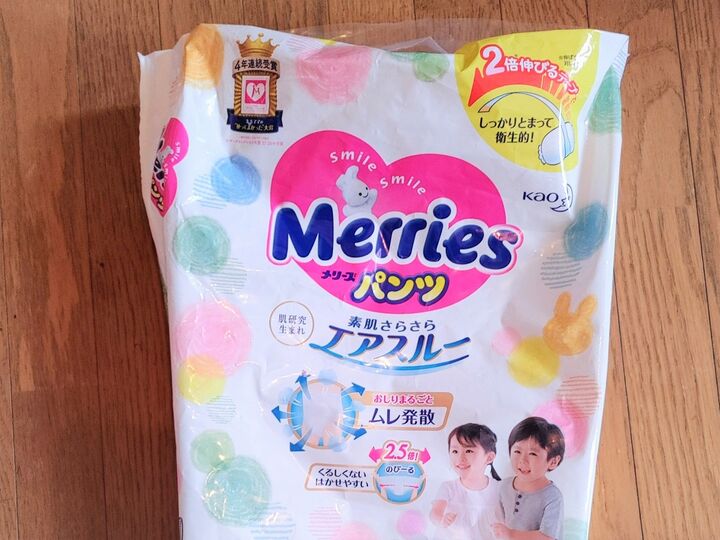 4年連続受賞
M
2倍伸びるテープ
しっかりとまって
衛生的!
Smile Smile
Kao
Merries
メリーズ パンツ
肌研究
生まれ
素肌さらさら
エアスルー
おしりまるごと
ムレ発散
2.5倍!
のびーる
くるしくない
はかせやすい